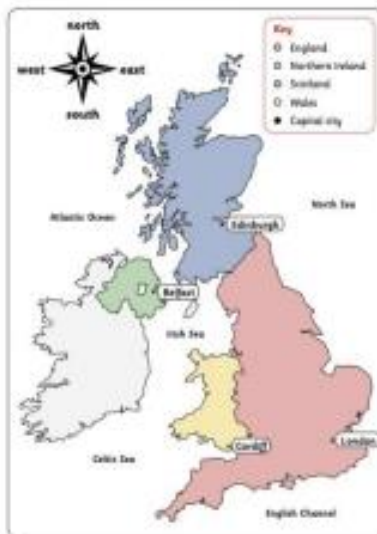 north
west
east
south
Key
England
Northern Ireland
Scotland
Wales
Capital city
Atlantic Ocean
North Sea
Edinburgh
Belfast
Irish Sea
Celtic Sea
Cardiff
London
English Channel